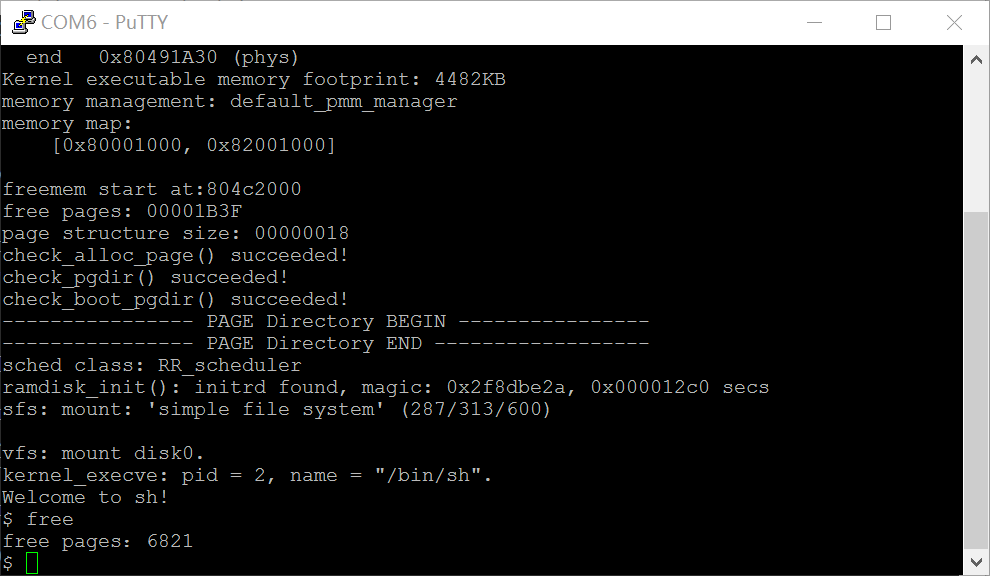 COM6 - PuTTY
end 0x80491A30 (phys)
Kernel executable memory footprint: 4482KB
memory management: default_pmm_manager
memory map:
[0x80001000, 0x82001000]
freemem start at:804c2000
free pages: 00001B3F
page structure size: 00000018
check_alloc_page() succeeded!
check_pgdir() succeeded!
check_boot_pgdir() succeeded!
---------------- PAGE Directory BEGIN ----------------
---------------- PAGE Directory END ------------------
sched class: RR_scheduler
ramdisk_init(): initrd found, magic: 0x2f8dbe2a, 0x000012c0 secs
sfs: mount: 'simple file system' (287/313/600)
vfs: mount disk0.
kernel_execve: pid = 2, name = "/bin/sh".
Welcome to sh!
$ free
free pages: 6821
$